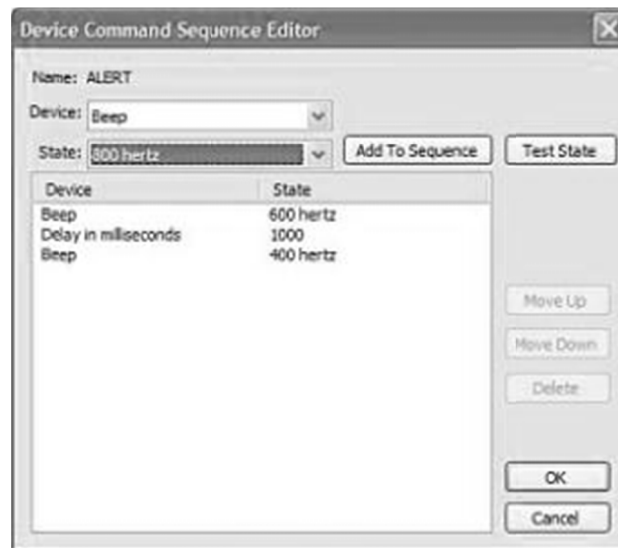 Device Command Sequence Editor
Name: ALERT
Device: Beep
State: 800 hertz Add To Sequence Test State
Device State
Beep 600 hertz
Delay in milliseconds 1000
Beep 400 hertz
Move Up
Move Down
Delete
OK
Cancel